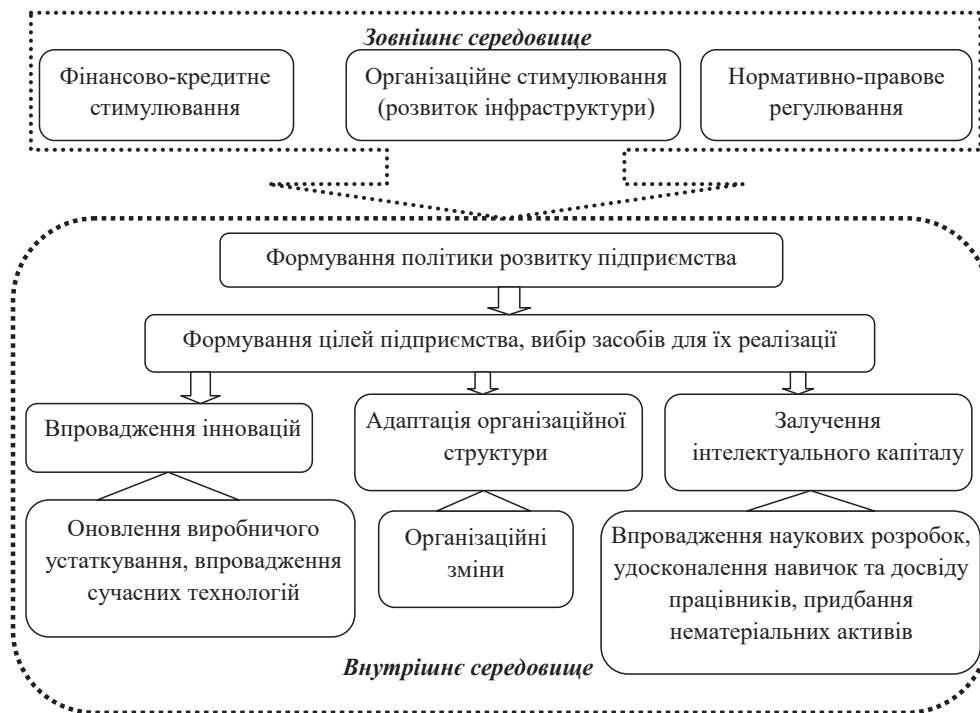 Зовнішнє середовище
Фінансово-кредитне
стимулювання
Організаційне стимулювання
(розвиток інфраструктури)
Нормативно-правове
регулювання
Формування політики розвитку підприємства
Формування цілей підприємства, вибір засобів для їх реалізації
Впровадження інновацій
Адаптація організаційної
структури
Залучення
інтелектуального капіталу
Оновлення виробничого
устаткування, впровадження
сучасних технологій
Організаційні
зміни
Впровадження наукових розробок,
удосконалення навичок та досвіду
працівників, придбання
нематеріальних активів
Внутрішнє середовище